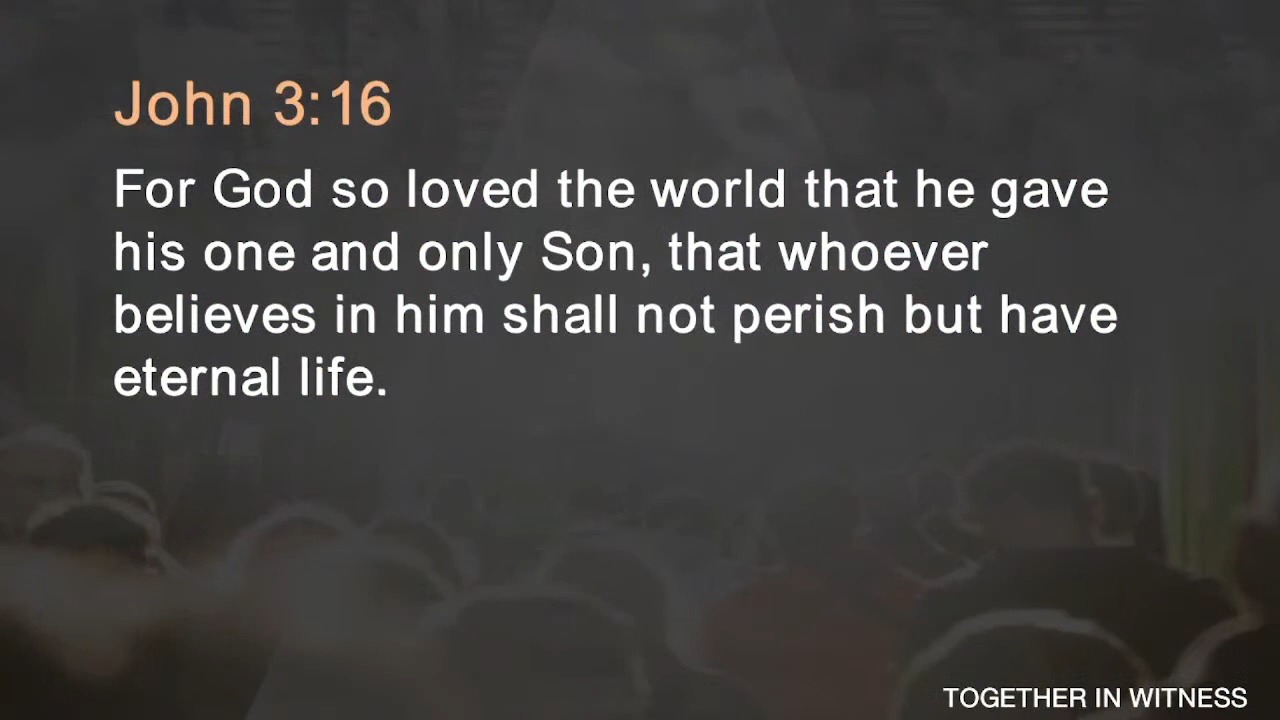 John 3:16
For God so loved the world that he gave
his one and only Son, that whoever
believes in him shall not perish but have
eternal life.
TOGETHER IN WITNESS